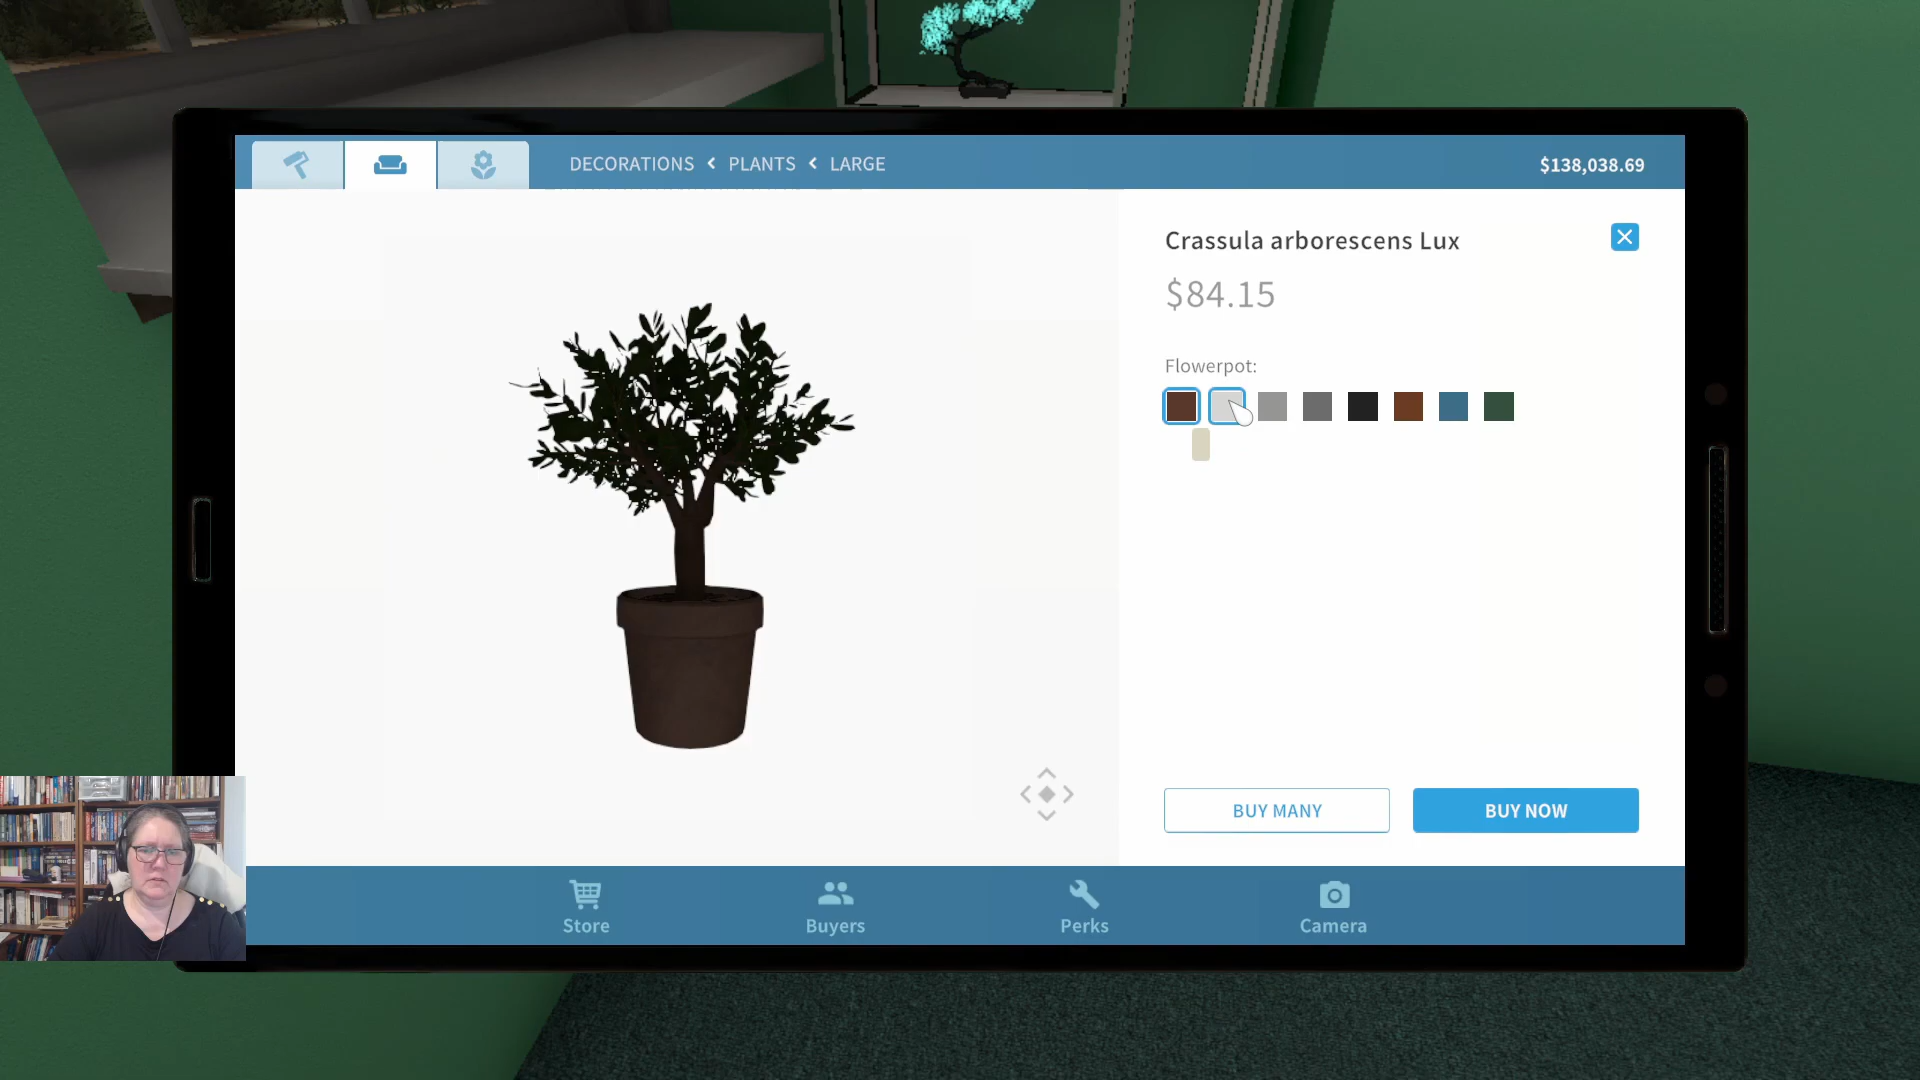 DECORATIONS < PLANTS < LARGE
$138,038.69
Crassula arborescens Lux
$84.15
Flowerpot:
BUY MANY
BUY NOW
Store
Buyers
Perks
Camera